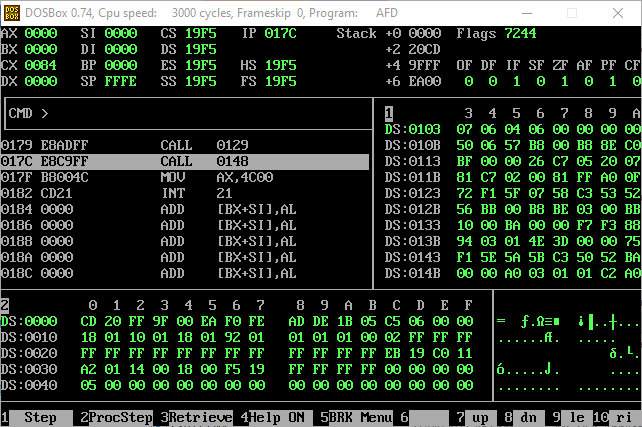 DOSBox 0.74, Cpu speed: 3000 cycles, Frameskip 0, Program: AFD
AX 0000 SI 0000 CS 19F5 IP 017C Stack +0 0000 Flags 7244
BX 0000 DI 0000 DS 19F5 +2 20CD
CX 0084 BP 0000 ES 19F5 HS 19F5 +4 9FFF OF DF IF SF ZF AF PF CF
DX 0000 SP FFFE SS 19F5 FS 19F5 +6 EA00 0 0 1 0 1 0 1 0
CMD > 1 3 4 5 6 7 8 9 A
DS:0103 07 06 04 06 00 00 00 00
0179 E8ADFF CALL 0129 DS:010B 50 06 57 B8 00 B8 8E C0
017C E8C9FF CALL 0148 DS:0113 BF 00 00 26 C7 05 20 07
017F B8004C MOV AX,4C00 DS:011B 81 C7 02 00 81 FF A0 0F
0182 CD21 INT 21 DS:0123 72 F1 5F 07 58 C3 53 52
0184 0000 ADD [BX+SI],AL DS:012B 56 BB 00 B8 BE 03 00 BB
0186 0000 ADD [BX+SI],AL DS:0133 10 00 BA 00 00 F7 F3 88
0188 0000 ADD [BX+SI],AL DS:013B 94 03 01 4E 3D 00 00 75
018A 0000 ADD [BX+SI],AL DS:0143 F1 5E 5A 5B C3 50 52 BA
018C 0000 ADD [BX+SI],AL DS:014B 00 00 A0 03 01 01 C2 A0
2 0 1 2 3 4 5 6 7 8 9 A B C D E F
DS:0000 CD 20 FF 9F 00 EA F0 FE AD DE 1B 05 C5 06 00 00
DS:0010 18 01 10 01 18 01 92 01 01 01 01 00 02 FF FF FF
DS:0020 FF FF FF FF FF FF FF FF FF FF FF FF EB 19 C0 11
DS:0030 A2 01 14 00 18 00 F5 19 FF FF FF FF 00 00 00 00
DS:0040 05 00 00 00 00 00 00 00 00 00 00 00 00 00 00 00
1 Step 2 ProcStep 3 Retrieve 4 Help ON 5 BRK Menu 6 7 up 8 dn 9 le 10 ri